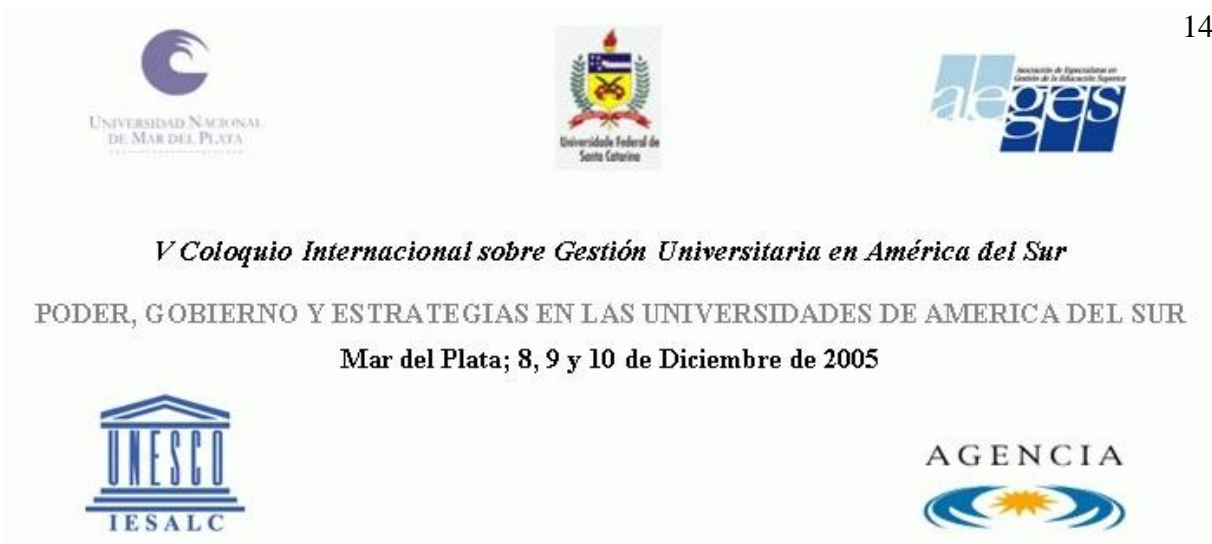 14
UNIVERSIDAD NACIONAL
DE MAR DEL PLATA
Universidade Federal de
Santa Catarina
Asociación de Especialistas en
Gestión de la Educación Superior
aeges
V Coloquio Internacional sobre Gestión Universitaria en América del Sur
PODER, GOBIERNO Y ESTRATEGIAS EN LAS UNIVERSIDADES DE AMERICA DEL SUR
Mar del Plata; 8, 9 y 10 de Diciembre de 2005
UNESCO
IESALC
AGENCIA